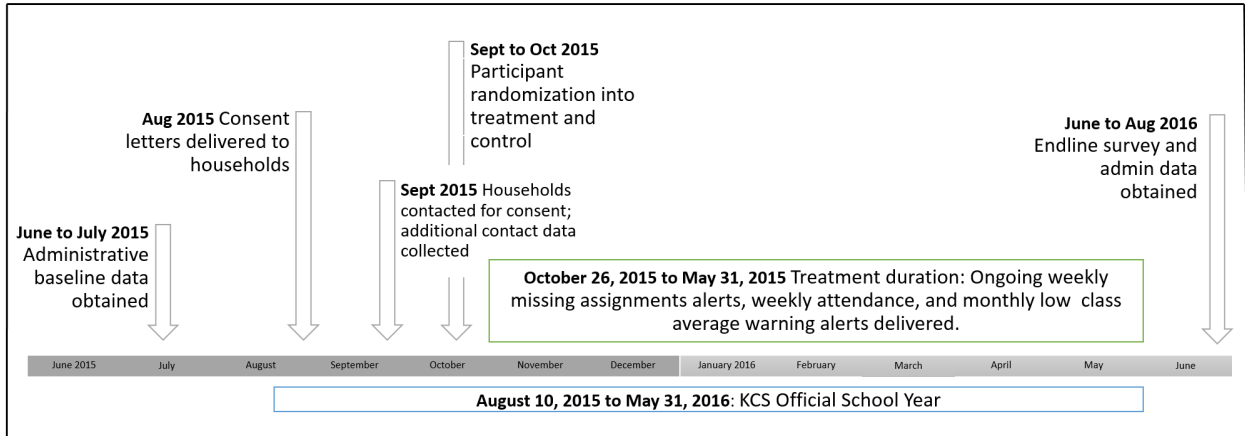 Sept to Oct 2015
Participant
randomization into
treatment and
control
Aug 2015 Consent
letters delivered to
households
June to Aug 2016
Endline survey and
admin data
obtained
Sept 2015 Households
contacted for consent;
additional contact data
collected
June to July 2015
Administrative
baseline data
obtained
October 26, 2015 to May 31, 2015 Treatment duration: Ongoing weekly
missing assignments alerts, weekly attendance, and monthly low class
average warning alerts delivered.
June 2015 July August September October November December January 2016 February March April May June
August 10, 2015 to May 31, 2016: KCS Official School Year